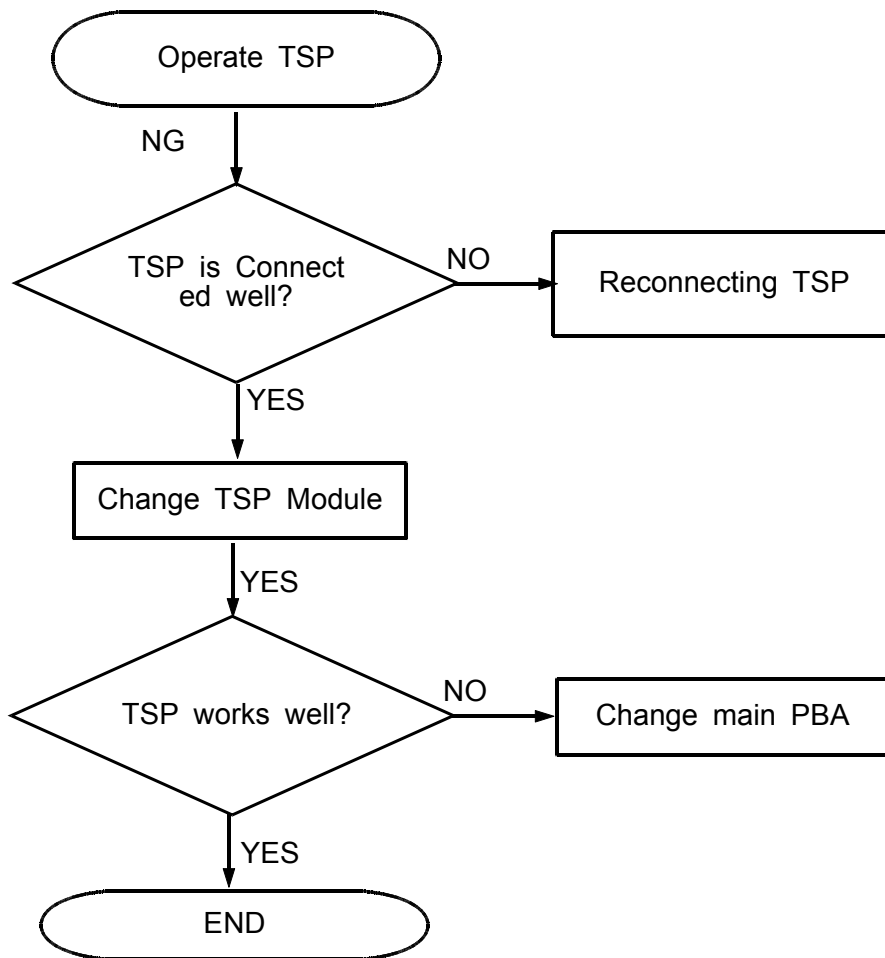 Operate TSP
NG
TSP is Connect
ed well?
NO
Reconnecting TSP
YES
Change TSP Module
YES
TSP works well?
NO
Change main PBA
YES
END